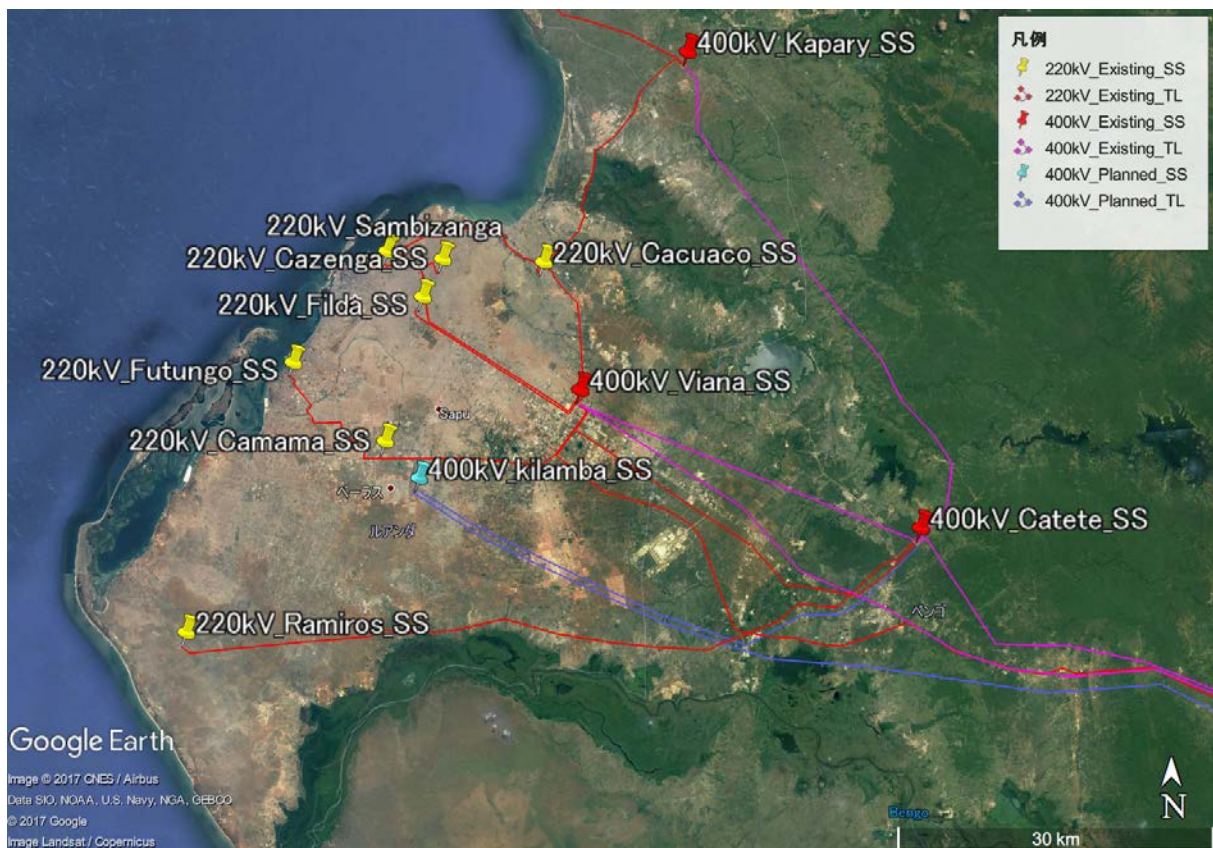 400kV_Kapary_SS
凡例
220kV_Existing_SS
220kV_Existing_TL
400kV_Existing_SS
400kV_Existing_TL
400kV_Planned_SS
400kV_Planned_TL
220kV_Sambizanga
220kV_Cazenga_SS
220kV_Cacuaco_SS
220kV_Filda_SS
220kV_Futungo_SS
400kV_Viana_SS
Sapu
220kV_Camama_SS
400kV_kilamba_SS
ベーラス
ルアンダ
400kV_Catete_SS
ベンゴ
220kV_Ramiros_SS
Google Earth
Image © 2017 CNES / Airbus
Data SIO, NOAA, U.S. Navy, NGA, GEBCO
© 2017 Google
Image Landsat / Copernicus
Bengo
N
30 km